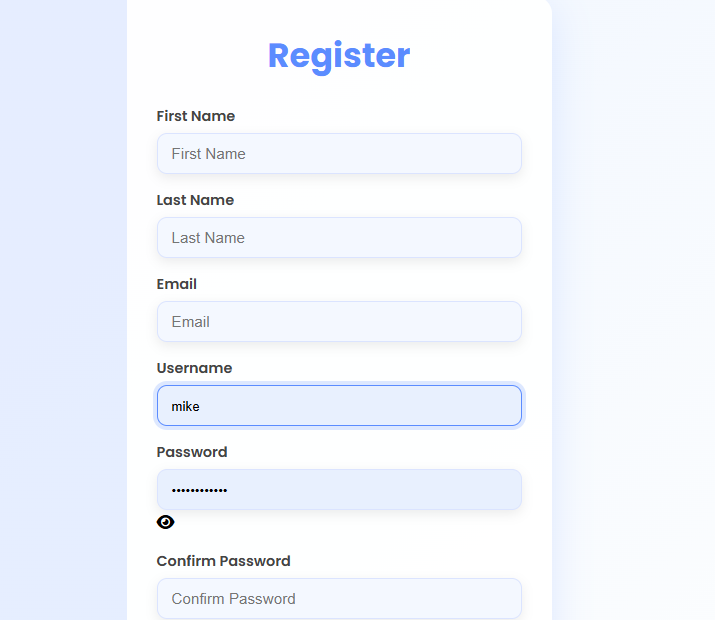 Register
First Name
First Name
Last Name
Last Name
Email
Email
Username
mike
Password
••••••••••••
Confirm Password
Confirm Password